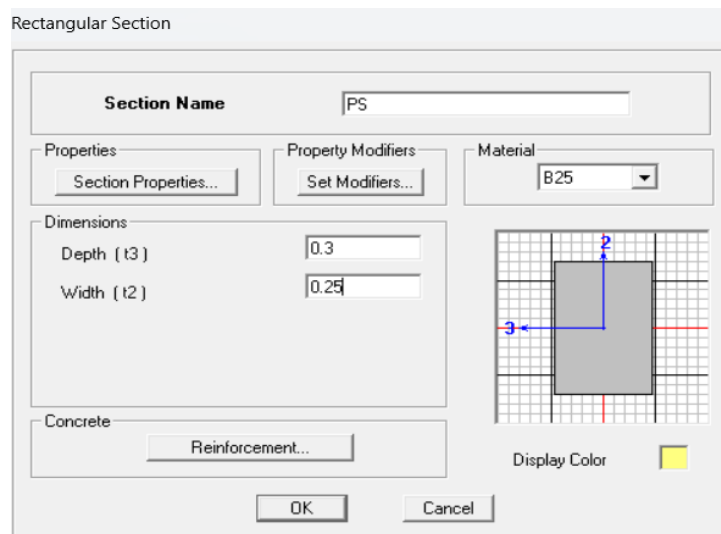 Rectangular Section
Section Name
PS
Properties
Section Properties...
Property Modifiers
Set Modifiers...
Material
B25
Dimensions
Depth ( t3 )
0.3
Width ( t2 )
0.25
2
3
Concrete
Reinforcement...
Display Color
OK
Cancel